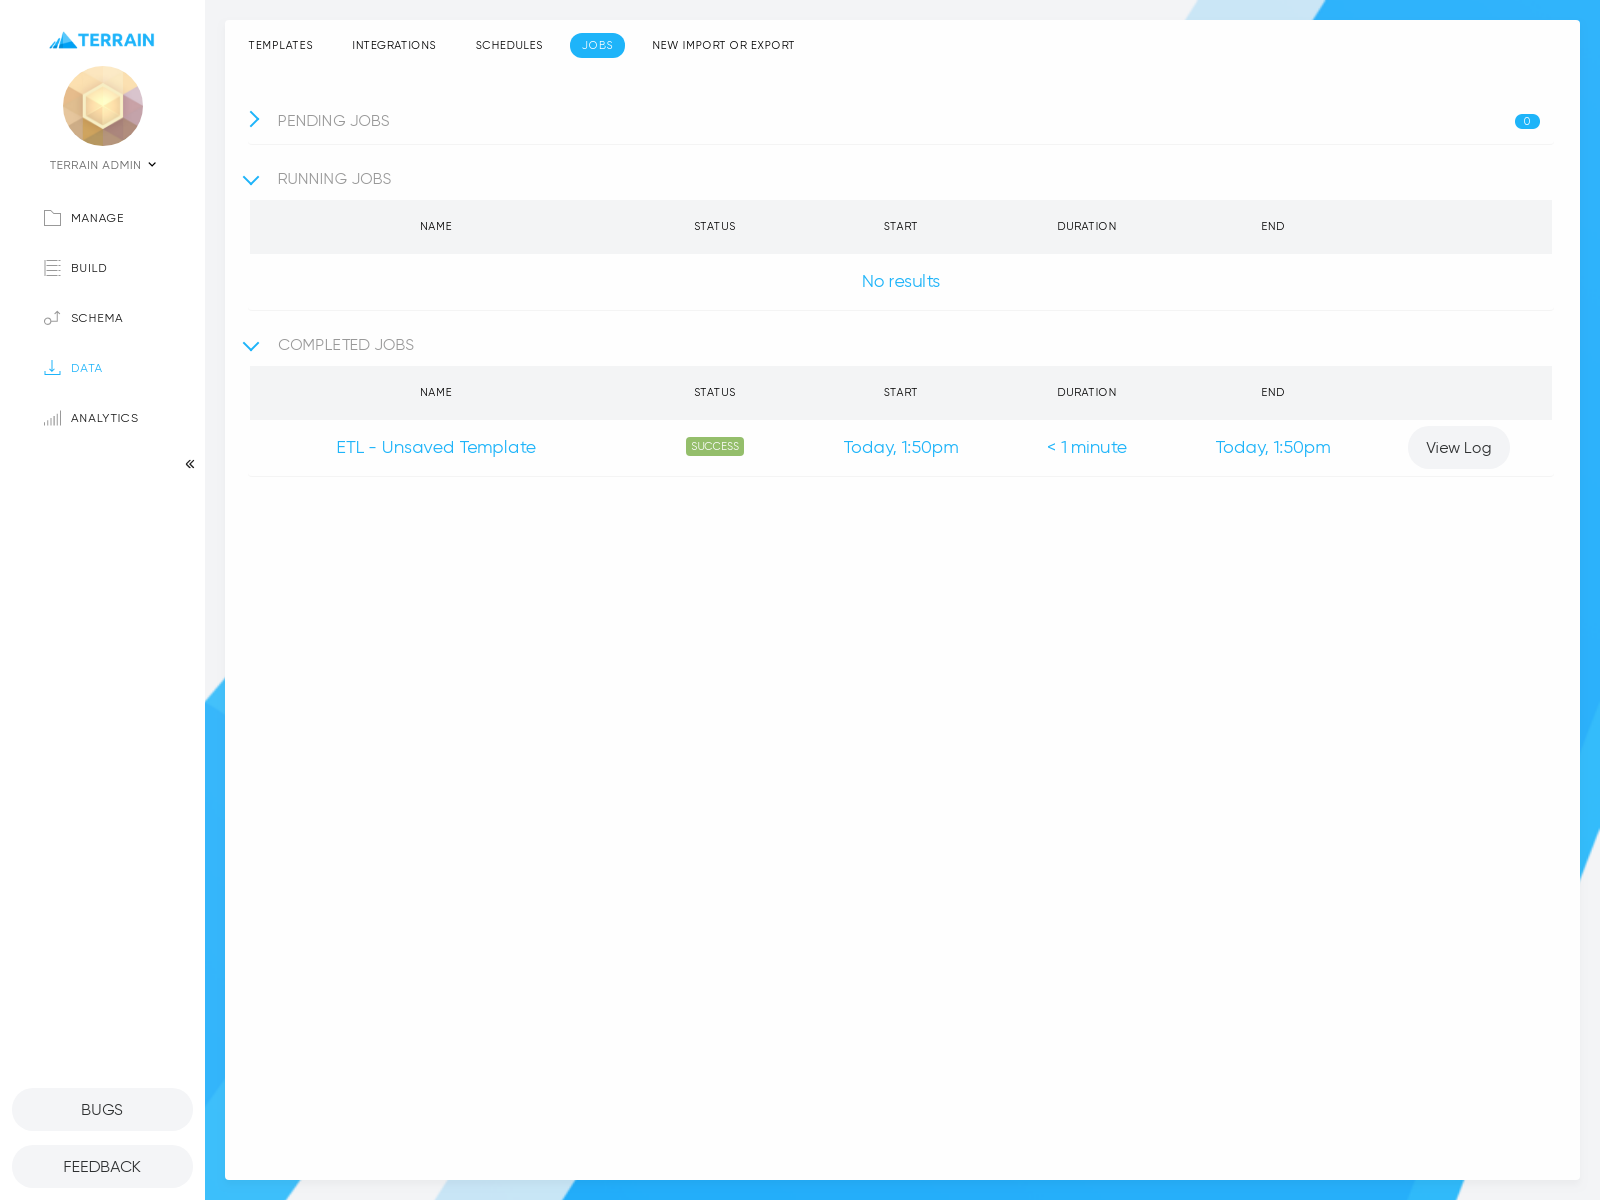 TERRAIN
TERRAIN ADMIN
MANAGE
BUILD
SCHEMA
DATA
ANALYTICS
BUGS
FEEDBACK
TEMPLATES INTEGRATIONS SCHEDULES JOBS NEW IMPORT OR EXPORT
PENDING JOBS 0
RUNNING JOBS
NAME STATUS START DURATION END
No results
COMPLETED JOBS
NAME STATUS START DURATION END
ETL - Unsaved Template SUCCESS Today, 1:50pm < 1 minute Today, 1:50pm View Log